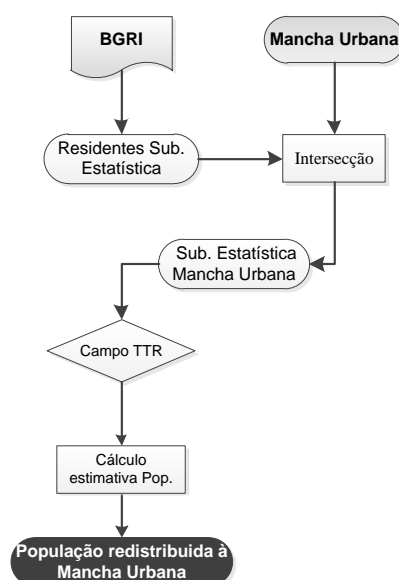 BGRI
Mancha Urbana
Residentes Sub.
Estatística
Intersecção
Sub. Estatística
Mancha Urbana
Campo TTR
Cálculo
estimativa Pop.
População redistribuida à
Mancha Urbana